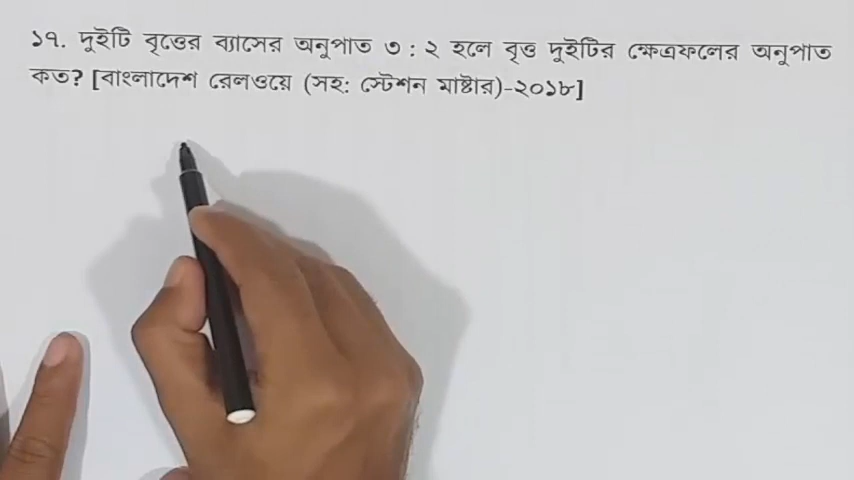 ১৭. দুইটি বৃত্তের ব্যাসের অনুপাত ৩ : ২ হলে বৃত্ত দুইটির ক্ষেত্রফলের অনুপাত
কত? [বাংলাদেশ রেলওয়ে (সহ: স্টেশন মাষ্টার)-২০১৮]